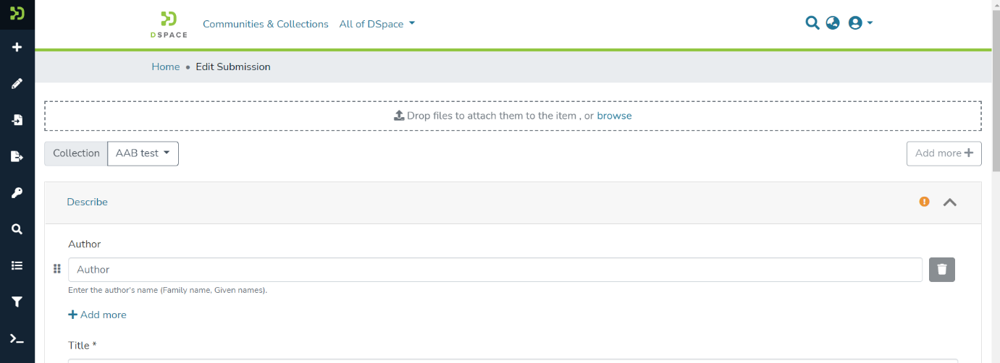 Communities & Collections All of DSpace
DSPACE
Home • Edit Submission
Drop files to attach them to the item , or browse
Collection AAB test Add more
Describe
Author
Author
Enter the author's name (Family name, Given names).
Add more
Title *